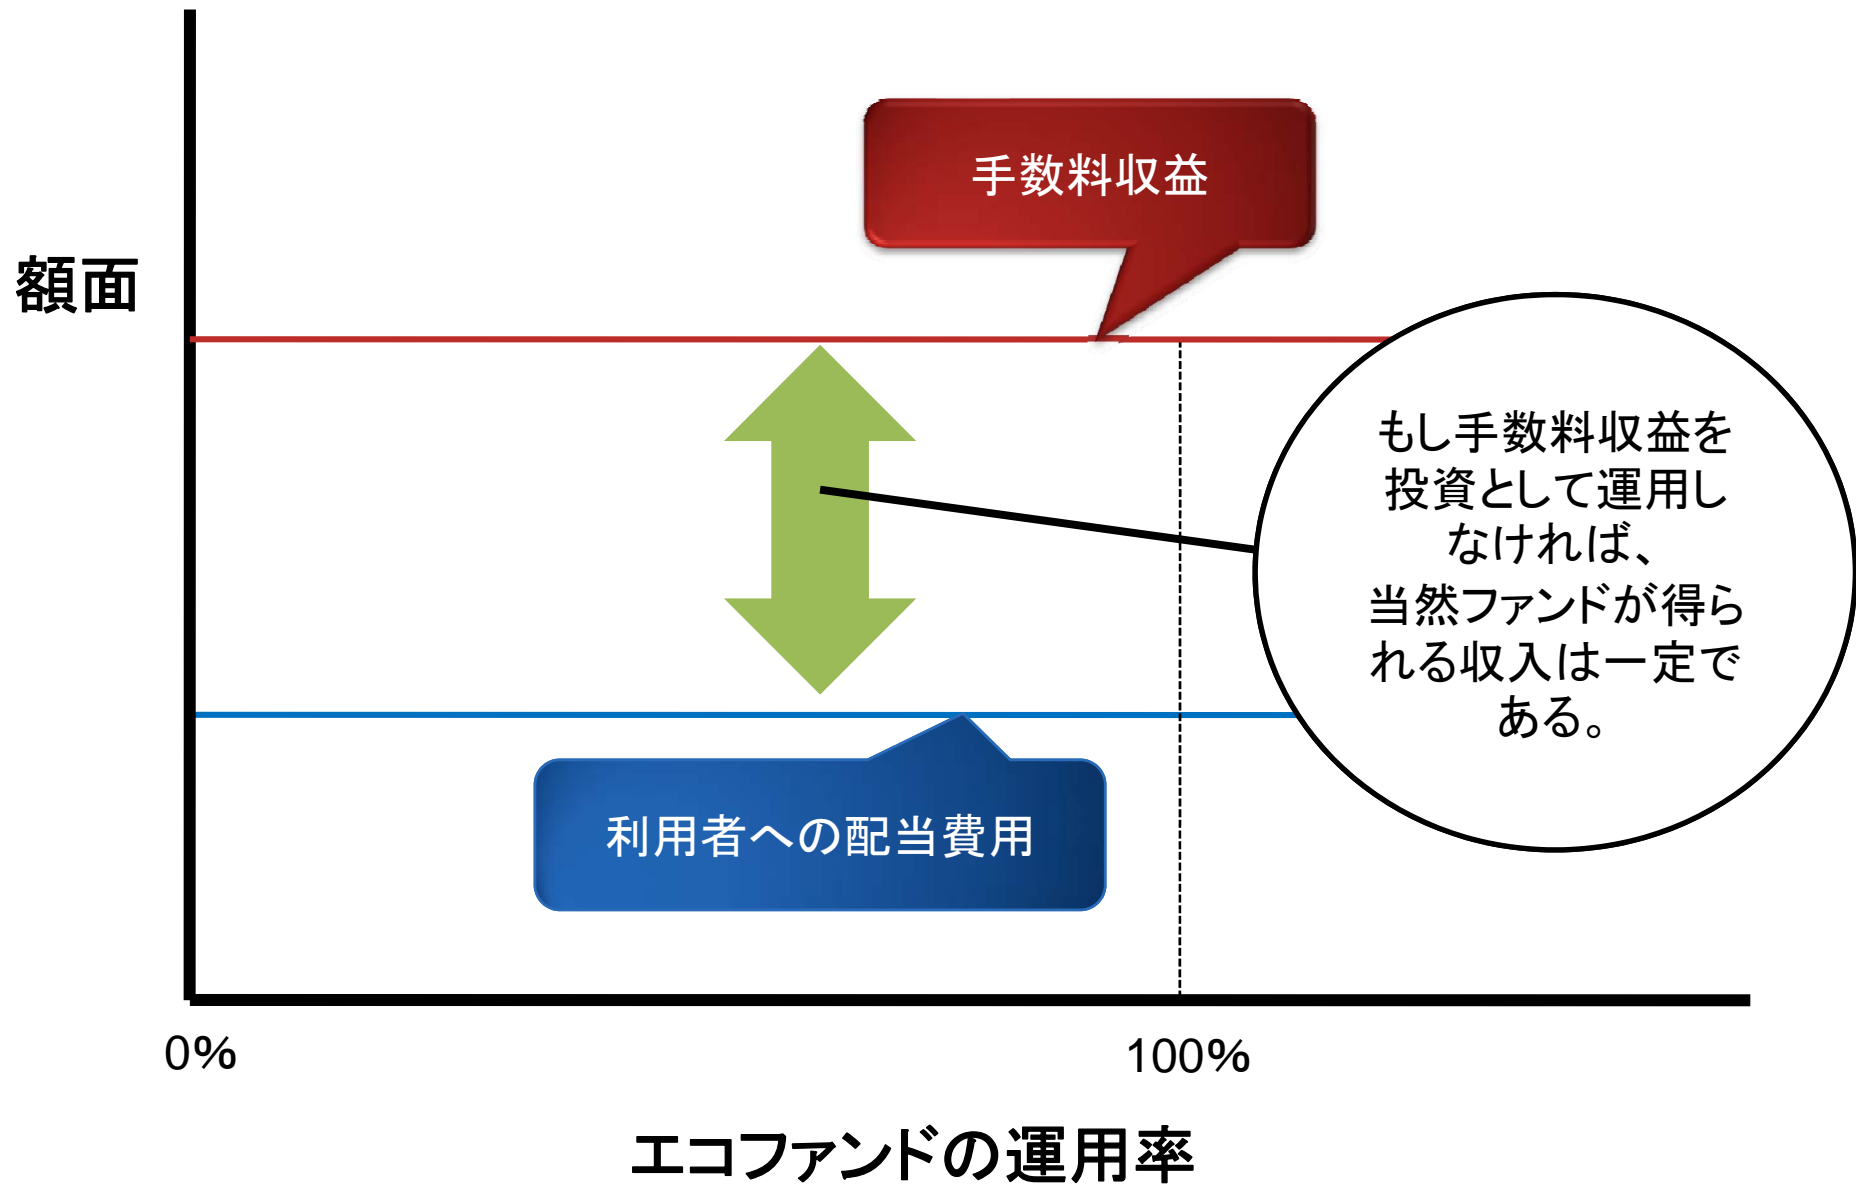 手数料収益
額面
もし手数料収益を
投資として運用し
なければ、
当然ファンドが得ら
れる収入は一定で
ある。
利用者への配当費用
0%
100%
エコファンドの運用率